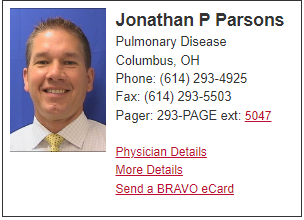 Jonathan P Parsons
Pulmonary Disease
Columbus, OH
Phone: (614) 293-4925
Fax: (614) 293-5503
Pager: 293-PAGE ext: 5047
Physician Details
More Details
Send a BRAVO eCard